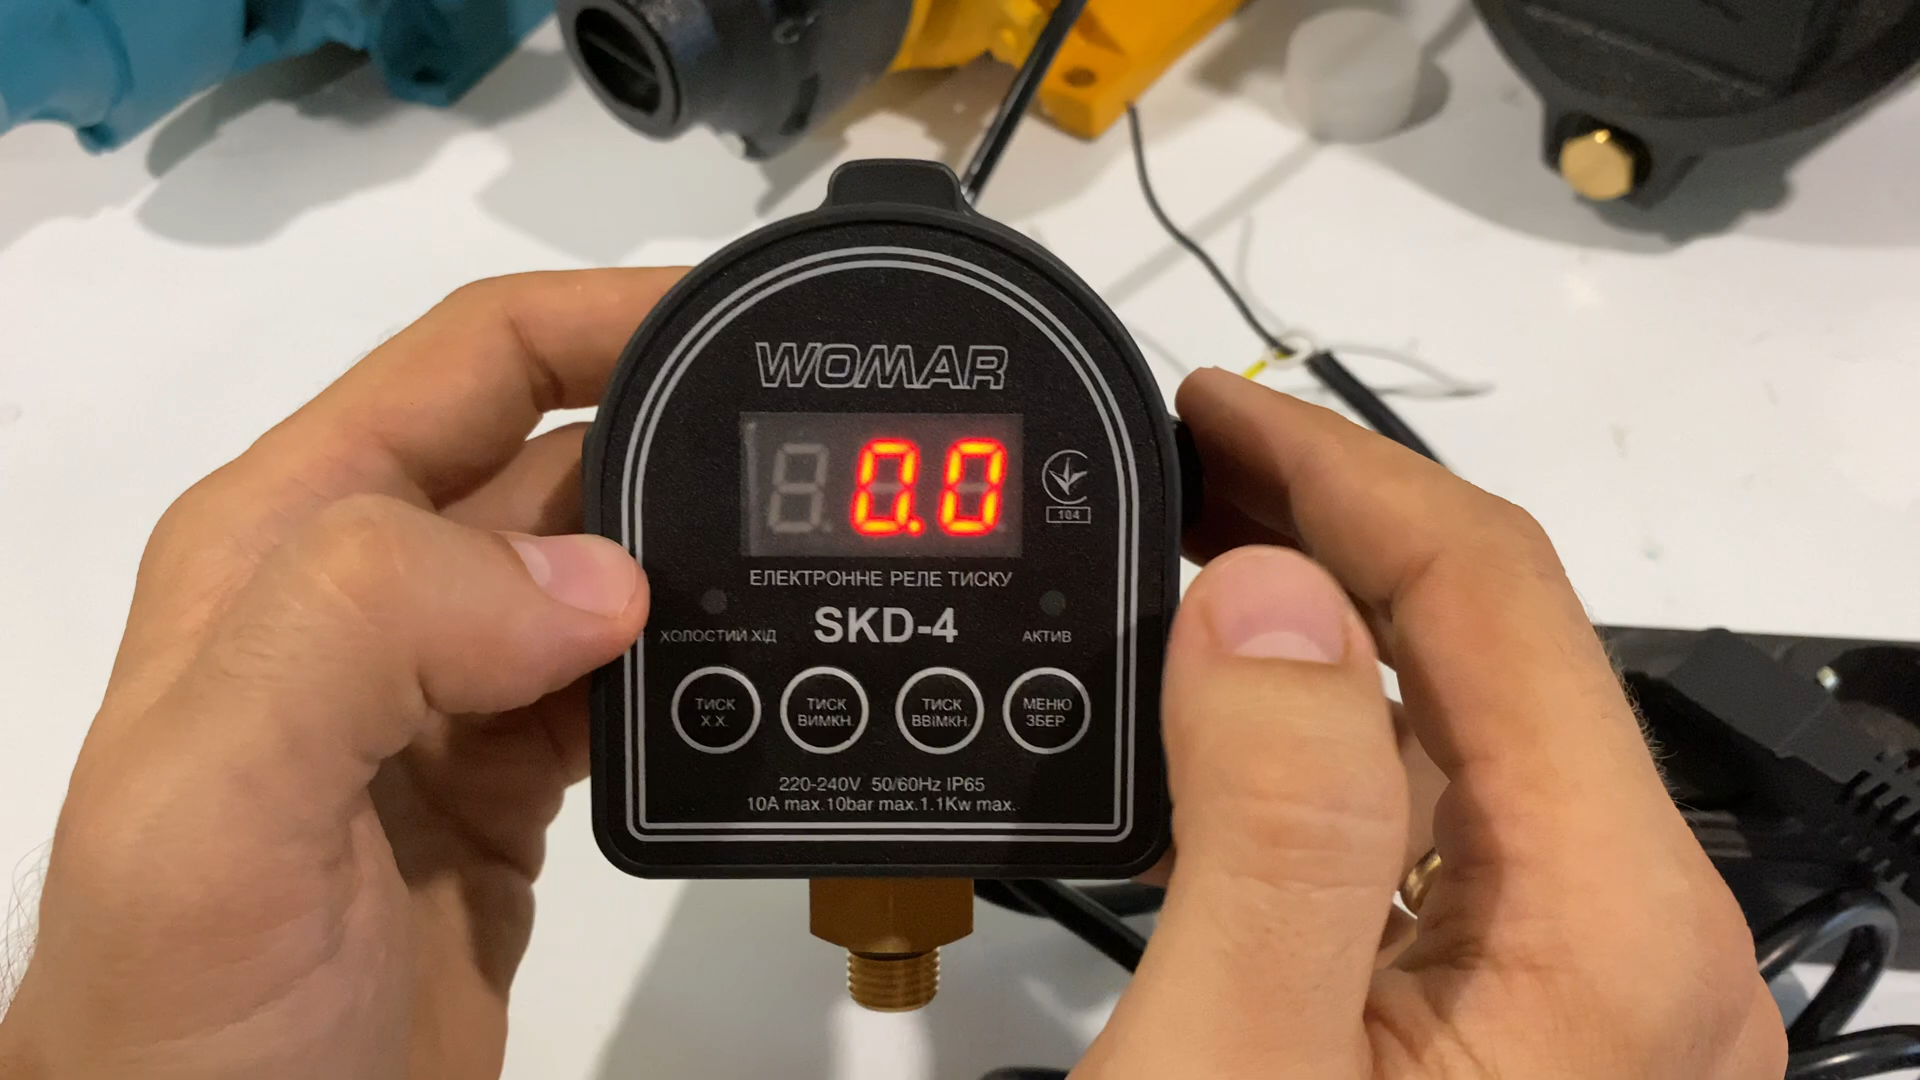 WOMAR
0.0
104
ЕЛЕКТРОННЕ РЕЛЕ ТИСКУ
SKD-4
ХОЛОСТИЙ ХІД
АКТИВ
ТИСК
Х.Х.
ТИСК
ВИМКН.
ТИСК
ВВІМКН.
МЕНЮ
ЗБЕР
220-240V 50/60Hz IP65
10A max.10bar max.1.1Kw max.